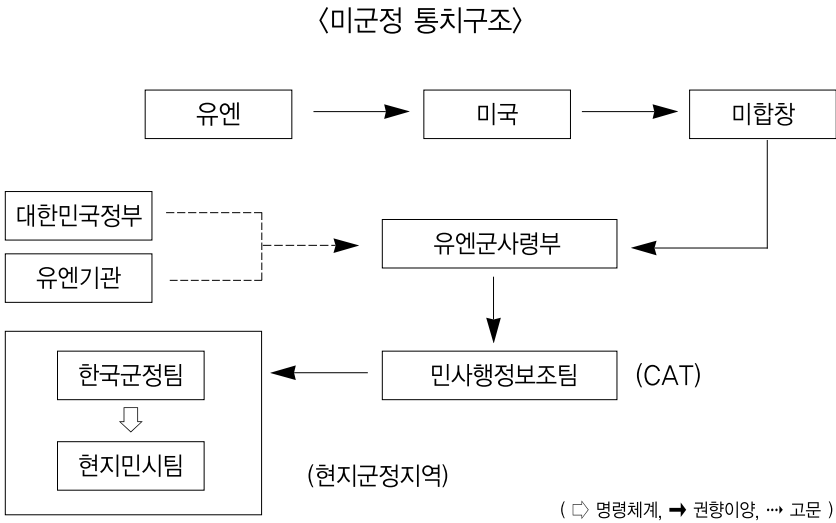 〈미군정 통치구조〉
유엔 미국 미합창
대한민국정부
유엔군사령부
유엔기관
한국군정팀 민사행정보조팀 (CAT)
현지민시팀
(현지군정지역)
( ⇨ 명령체계, ➞ 권향이양, ⇢ 고문 )